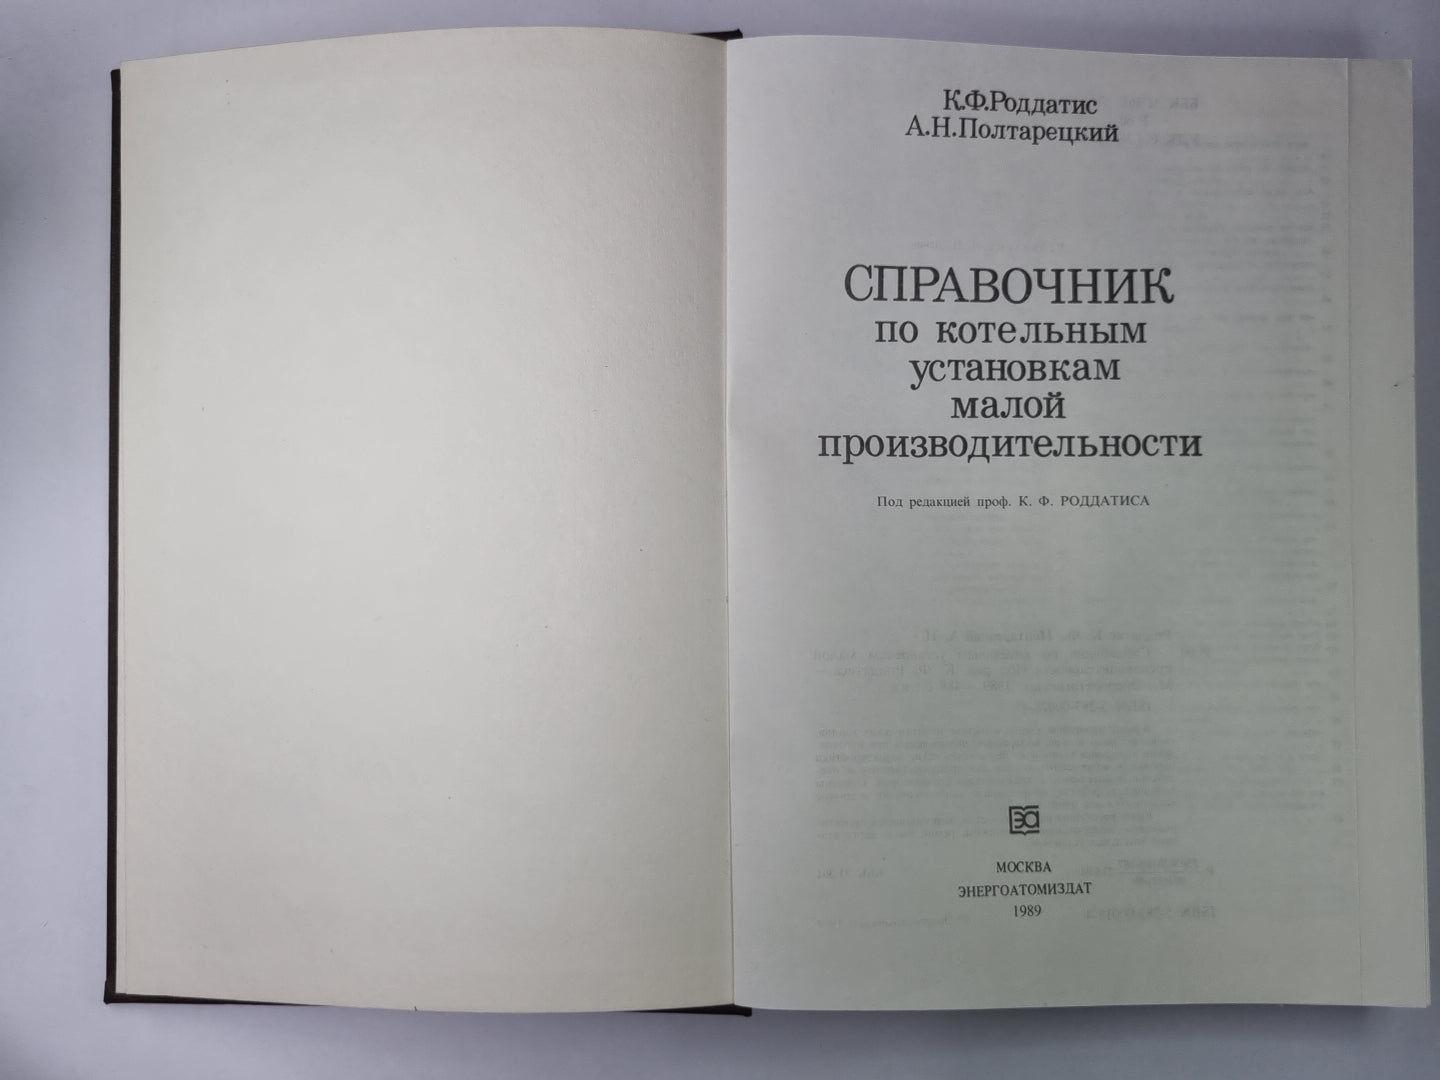 К.Ф.Роддатис
А.Н.Полтарецкий
СПРАВОЧНИК
по котельным
установкам
малой
производительности
Под редакцией проф. К. Ф. РОДДАТИСА
МОСКВА
ЭНЕРГОАТОМИЗДАТ
1989